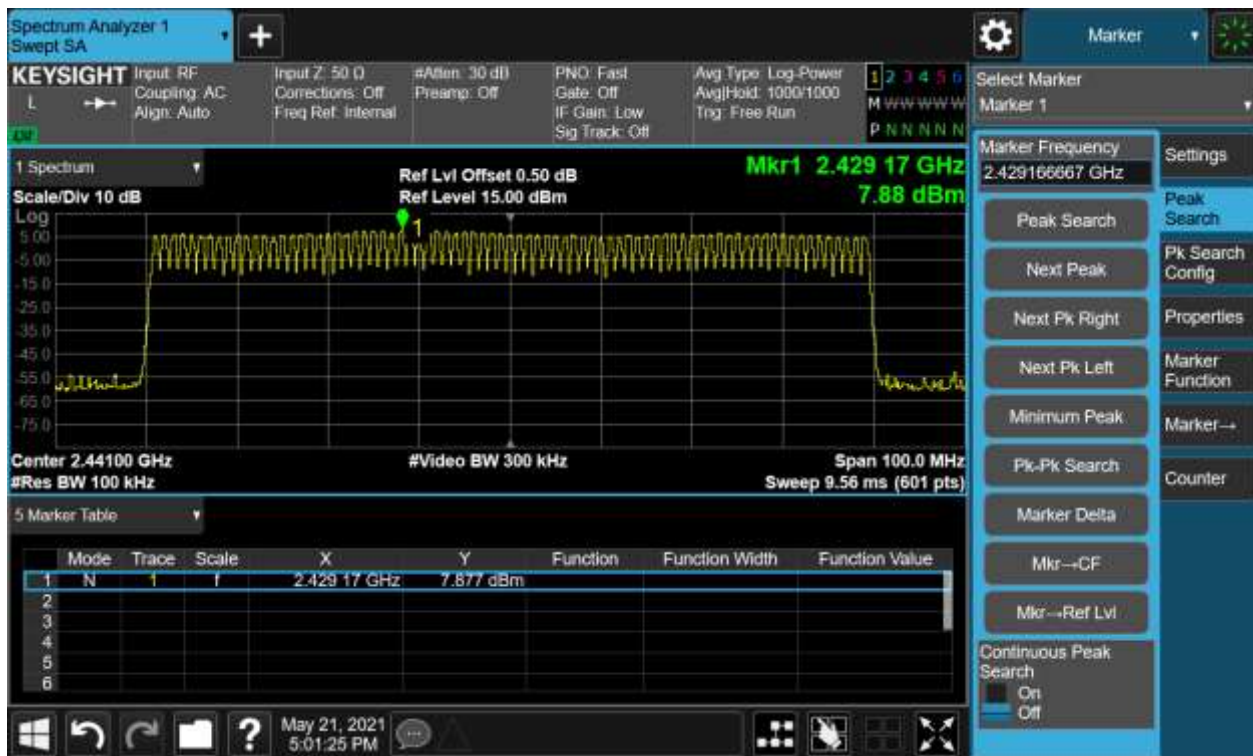 Spectrum Analyzer 1
Swept SA
+
Marker
KEYSIGHT
L
Input: RF
Coupling: AC
Align: Auto
Input Z: 50 Ω
Corrections: Off
Freq Ref: Internal
#Atten: 30 dB
Preamp: Off
PNO: Fast
Gate: Off
IF Gain: Low
Sig Track: Off
Avg Type: Log-Power
Avg|Hold: 1000/1000
Trig: Free Run
1 2 3 4 5 6
M W W W W W
P N N N N N
Select Marker
Marker 1
1 Spectrum
Scale/Div 10 dB
Log
Ref Lvl Offset 0.50 dB
Ref Level 15.00 dBm
Mkr1 2.429 17 GHz
7.88 dBm
1
5.00
-5.00
-15.0
-25.0
-35.0
-45.0
-55.0
-65.0
-75.0
Center 2.44100 GHz
#Res BW 100 kHz
#Video BW 300 kHz
Span 100.0 MHz
Sweep 9.56 ms (601 pts)
5 Marker Table
Mode Trace Scale X Y Function Function Width Function Value
1 N 1 f 2.429 17 GHz 7.877 dBm
2
3
4
5
6
Marker Frequency
2.429166667 GHz
Peak Search
Next Peak
Next Pk Right
Next Pk Left
Minimum Peak
Pk-Pk Search
Marker Delta
Mkr→CF
Mkr→Ref Lvl
Continuous Peak
Search
On
Off
Settings
Peak
Search
Pk Search
Config
Properties
Marker
Function
Marker→
Counter
?
May 21, 2021
5:01:25 PM